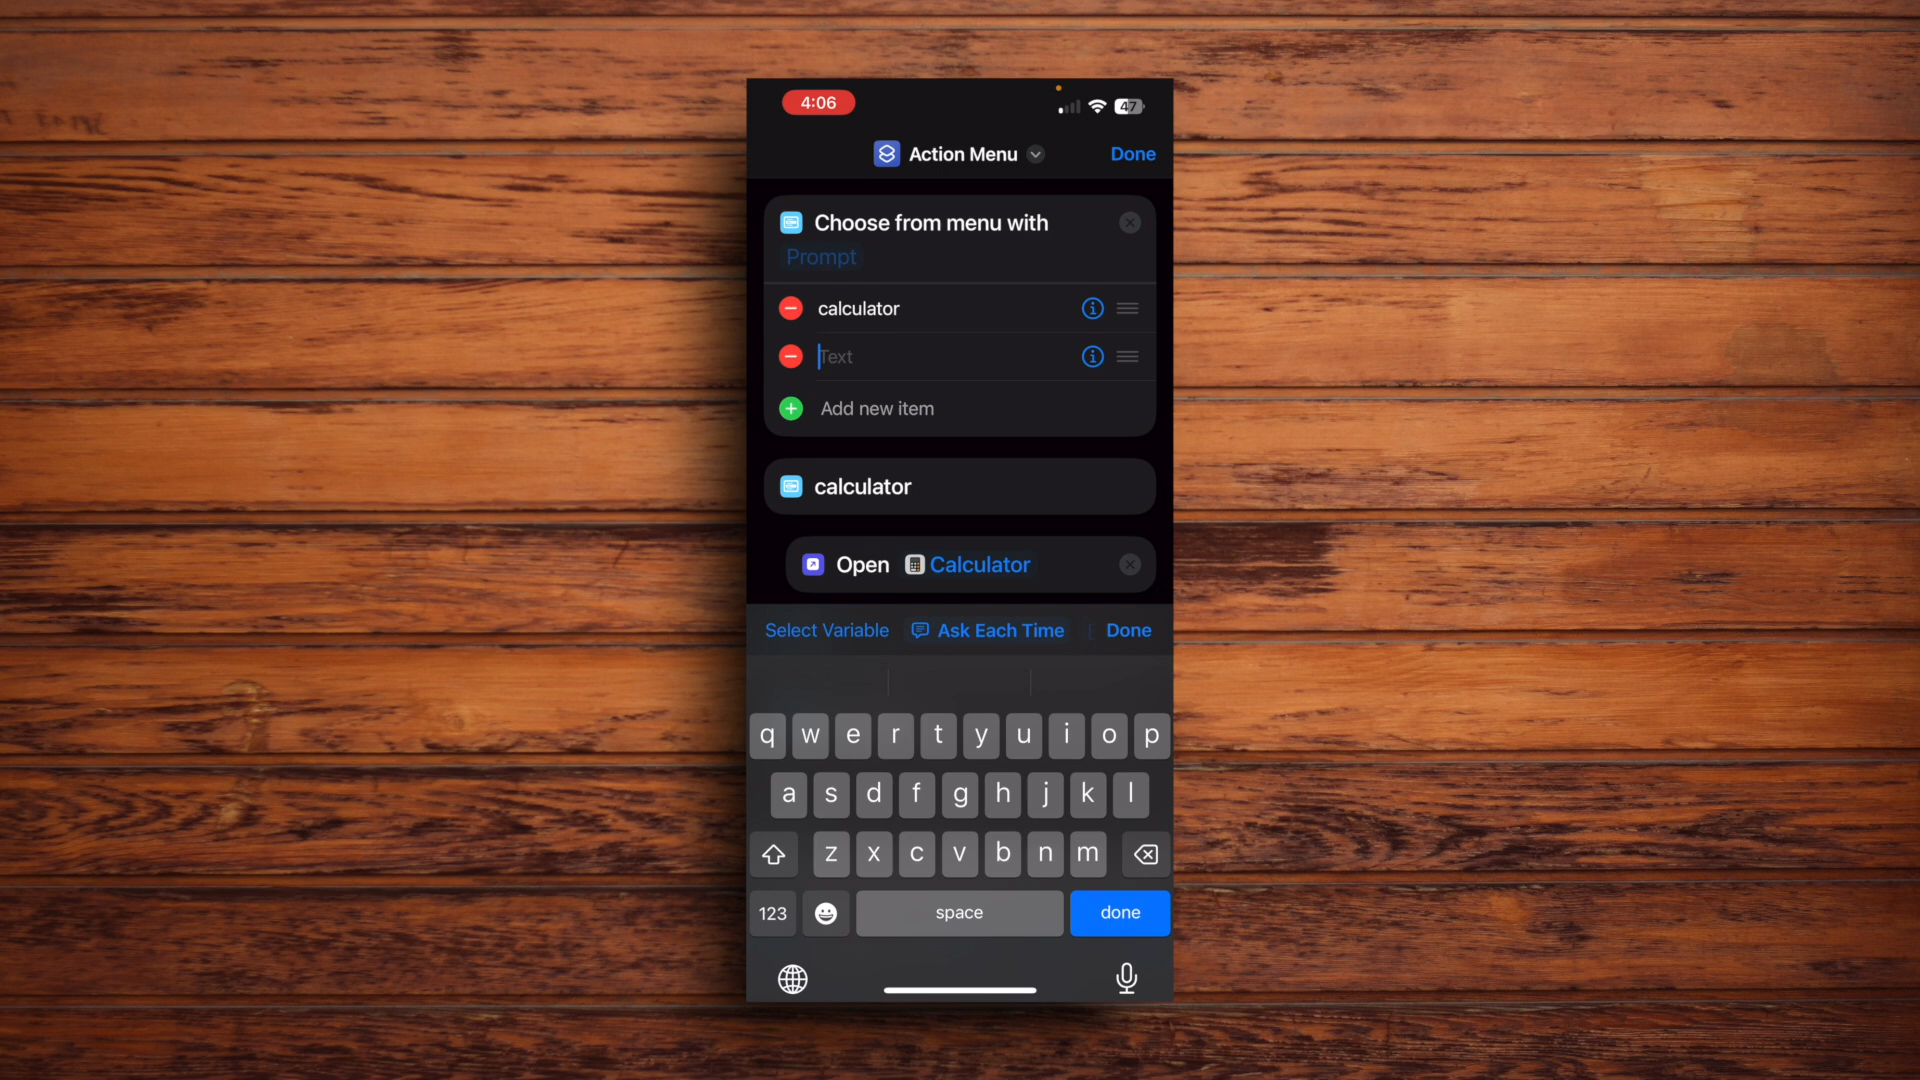 4:06
47
Action Menu
Done
Choose from menu with
Prompt
calculator
Text
Add new item
calculator
Open Calculator
Select Variable
Ask Each Time
Done
q w e r t y u i o p
a s d f g h j k l
z x c v b n m
123
space
done